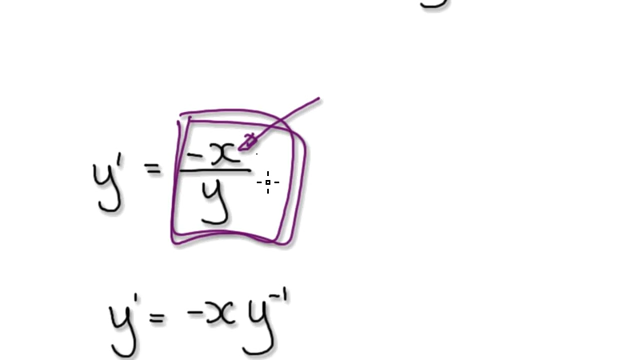 y' = -x/y
y' = -x y⁻¹